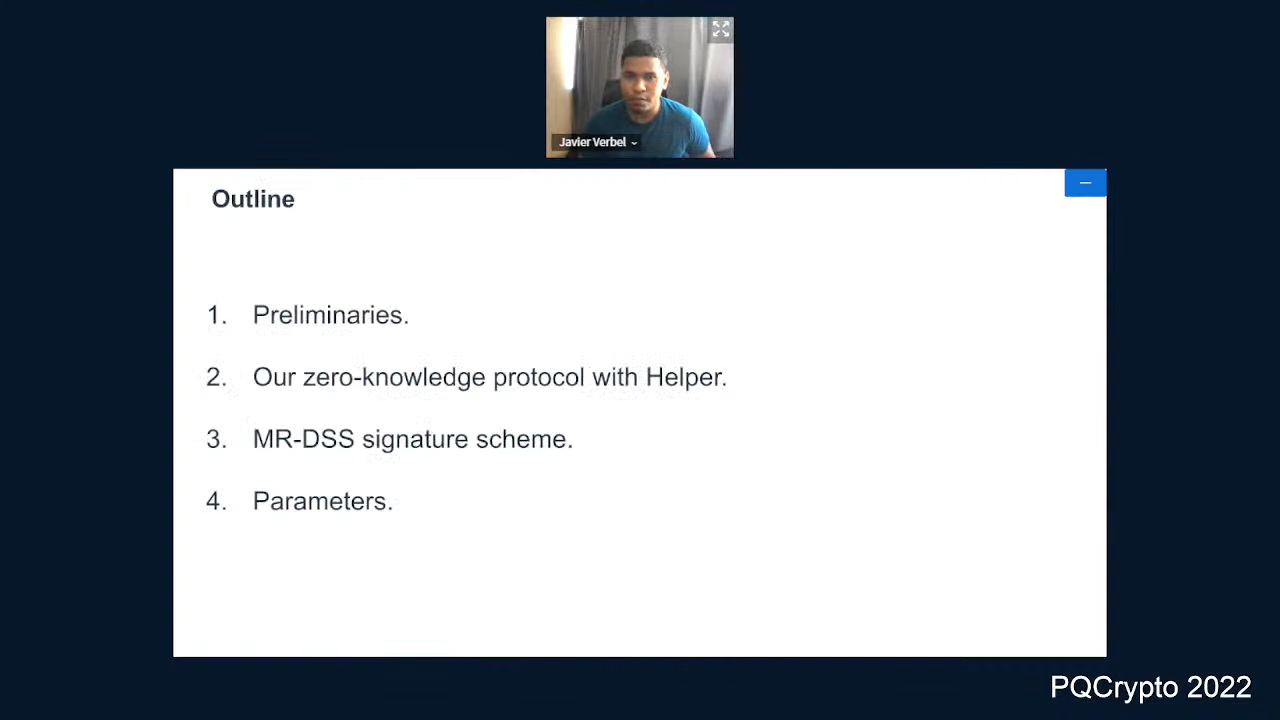 Javier Verbel
Outline
1. Preliminaries.
2. Our zero-knowledge protocol with Helper.
3. MR-DSS signature scheme.
4. Parameters.
PQCrypto 2022